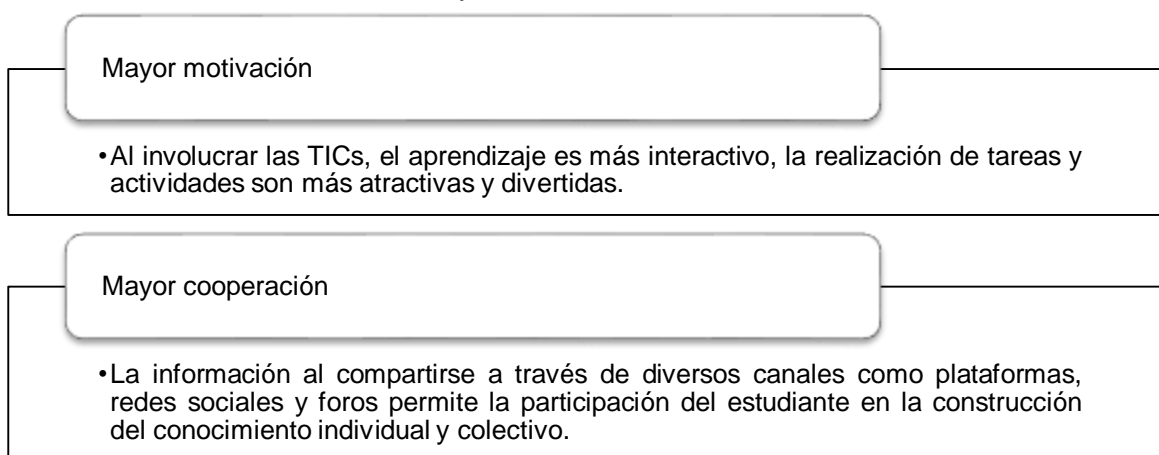 Mayor motivación
•Al involucrar las TICs, el aprendizaje es más interactivo, la realización de tareas y
actividades son más atractivas y divertidas.
Mayor cooperación
•La información al compartirse a través de diversos canales como plataformas,
redes sociales y foros permite la participación del estudiante en la construcción
del conocimiento individual y colectivo.